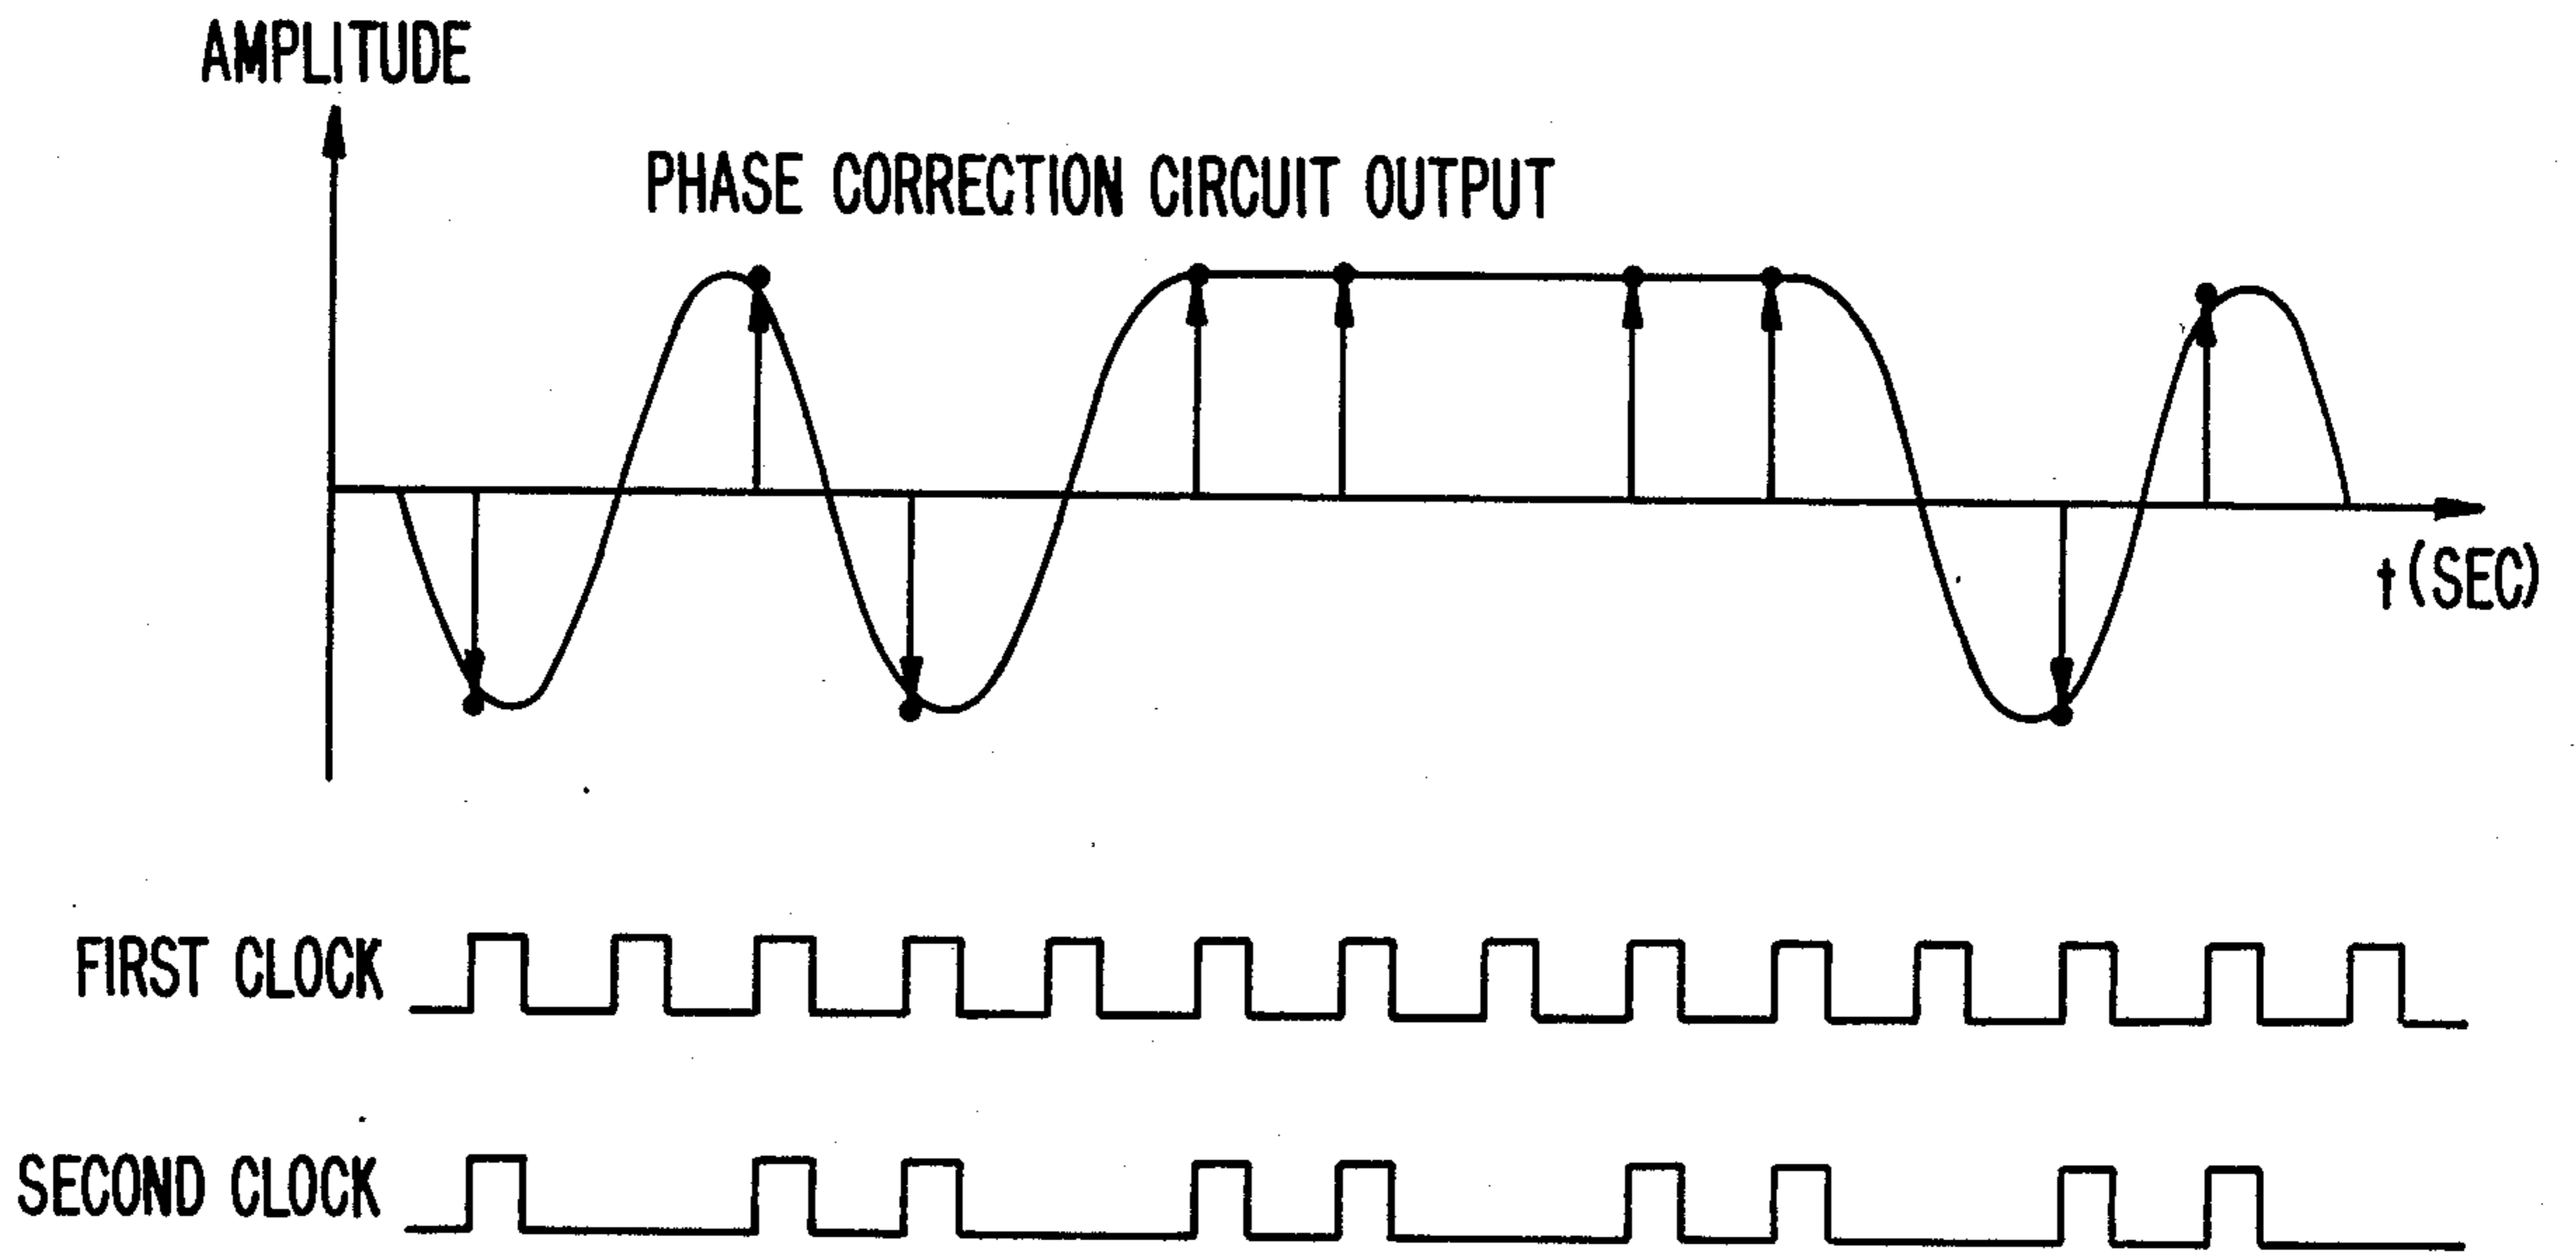 AMPLITUDE
PHASE CORRECTION CIRCUIT OUTPUT
t(SEC)
FIRST CLOCK
SECOND CLOCK